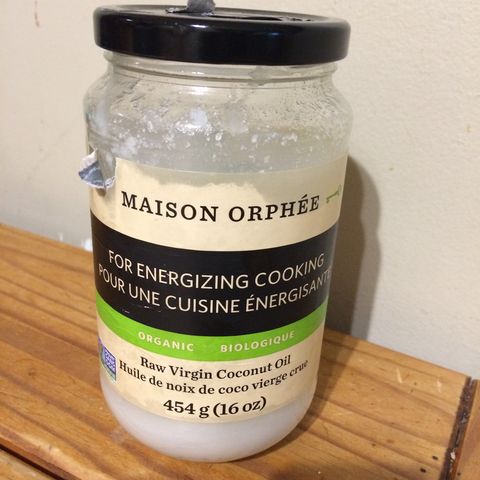 MAISON ORPHÉE
FOR ENERGIZING COOKING
POUR UNE CUISINE ÉNERGISANTE
ORGANIC BIOLOGIQUE
Raw Virgin Coconut Oil
Huile de noix de coco vierge crue
454 g (16 oz)